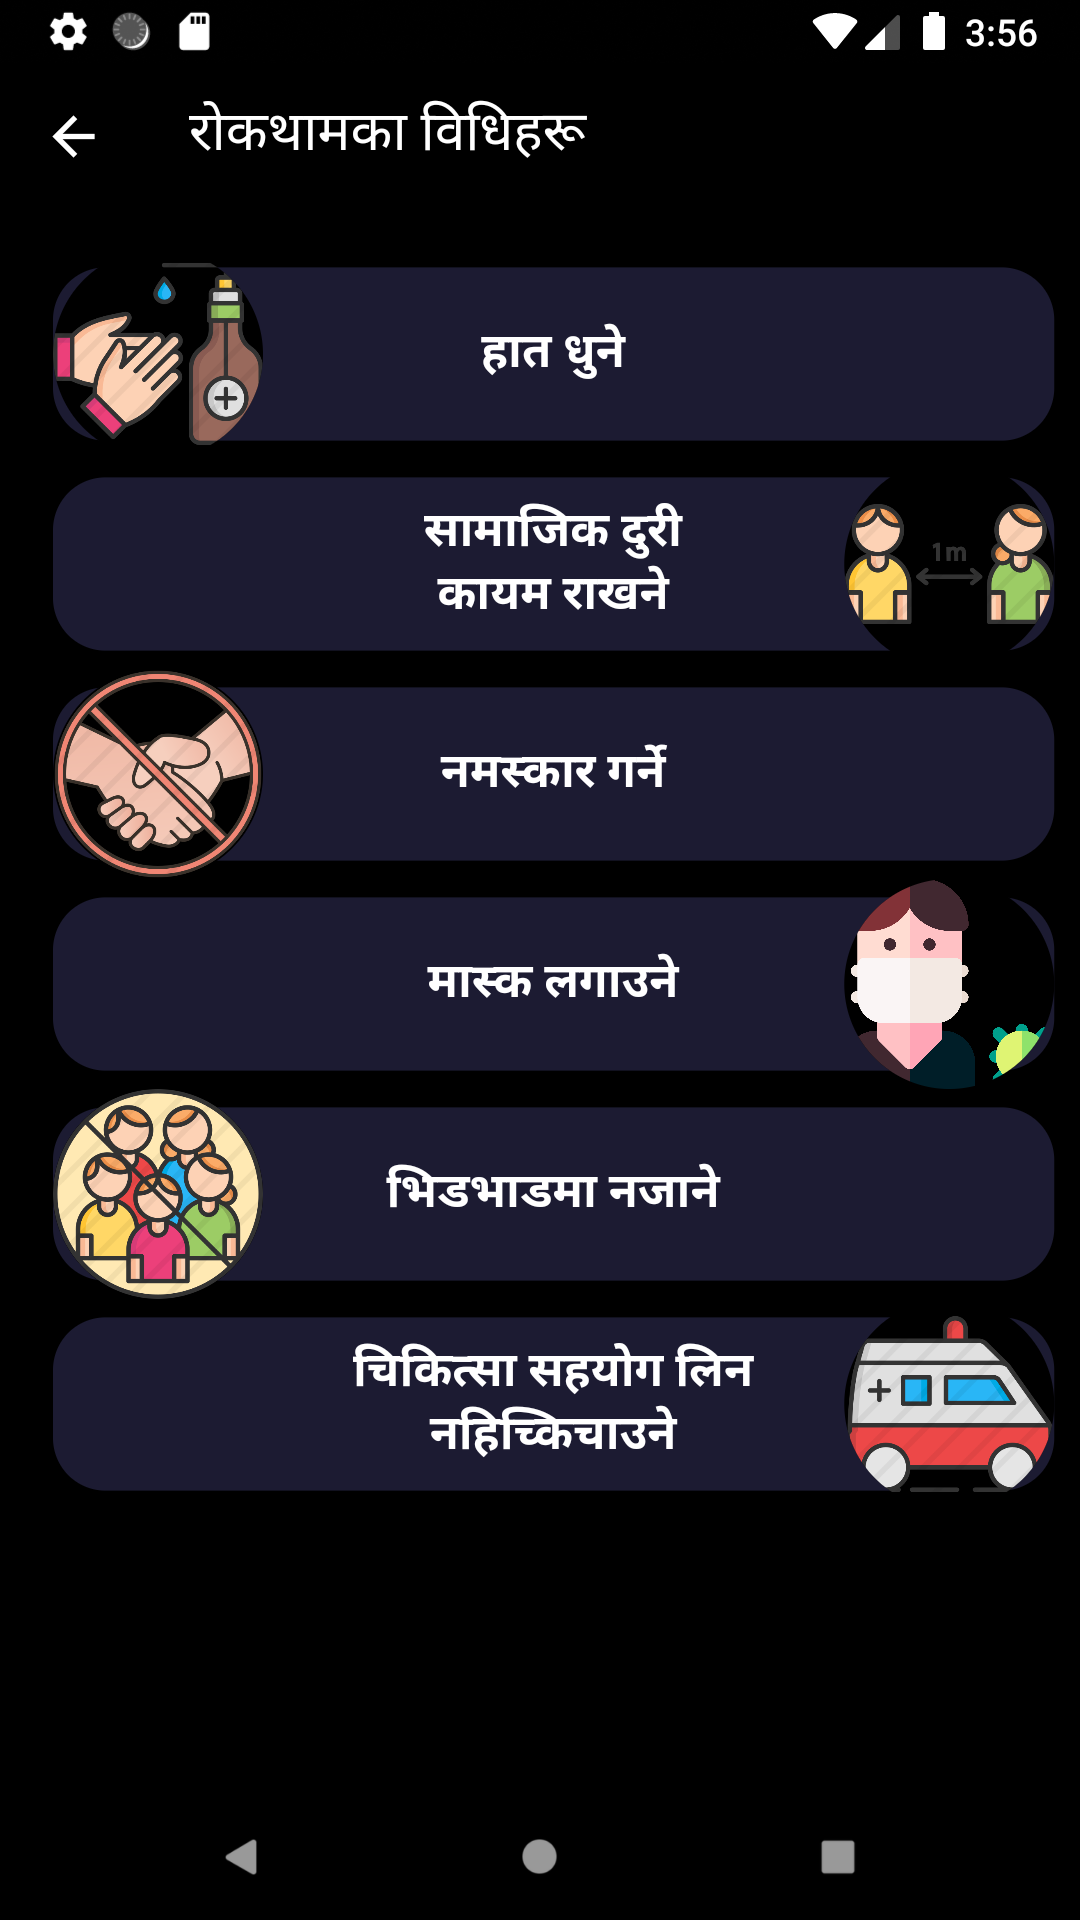 3:56
रोकथामका विधिहरू
हात धुने
सामाजिक दुरी
कायम राखने
1m
नमस्कार गर्ने
मास्क लगाउने
भिडभाडमा नजाने
चिकित्सा सहयोग लिन
नहिच्किचाउने